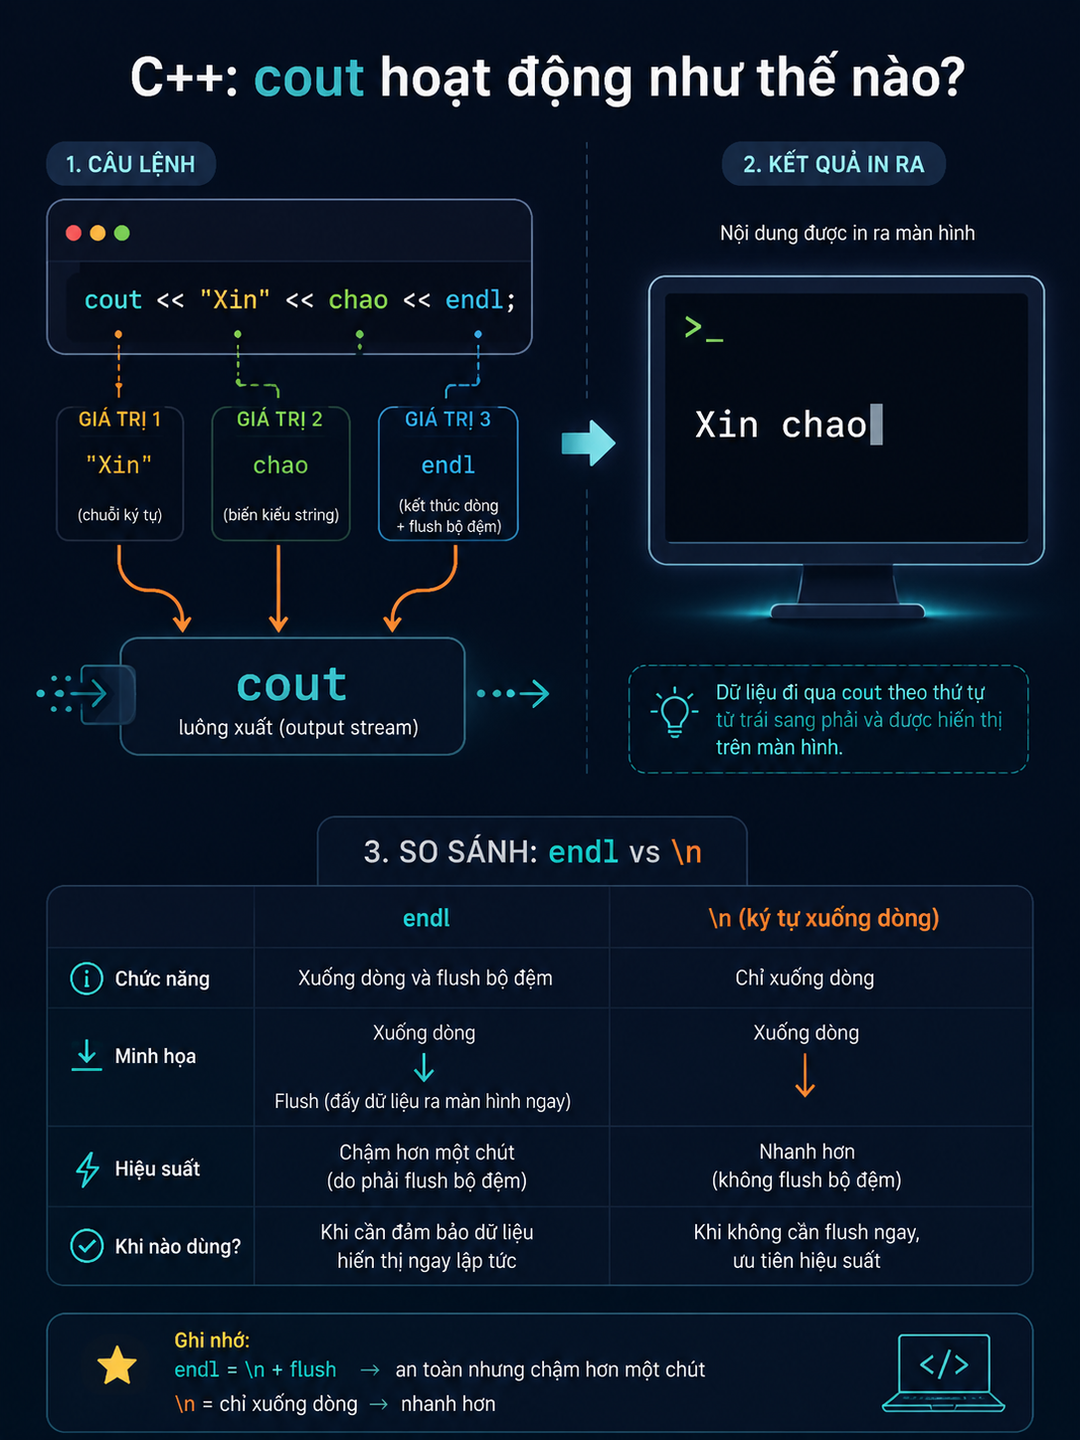 C++: cout hoạt động như thế nào?
1. CÂU LỆNH
cout << "Xin" << chao << endl;
GIÁ TRỊ 1
"Xin"
(chuỗi ký tự)
GIÁ TRỊ 2
chao
(biến kiểu string)
GIÁ TRỊ 3
endl
(kết thúc dòng
+ flush bộ đệm)
cout
luồng xuất (output stream)
2. KẾT QUẢ IN RA
Nội dung được in ra màn hình
>_
Xin chao
Dữ liệu đi qua cout theo thứ tự
từ trái sang phải và được hiến thị
trên màn hình.
3. SO SÁNH: endl vs \n
endl
\n (ký tự xuống dòng)
Chức năng
Xuống dòng và flush bộ đệm
Chỉ xuống dòng
Minh họa
Xuống dòng
Flush (đấy dữ liệu ra màn hình ngay)
Xuống dòng
Hiệu suất
Chậm hơn một chút
(do phải flush bộ đệm)
Nhanh hơn
(không flush bộ đệm)
Khi nào dùng?
Khi cần đảm bảo dữ liệu
hiến thị ngay lập tức
Khi không cần flush ngay,
ưu tiên hiệu suất
Ghi nhớ:
endl = \n + flush → an toàn nhưng chậm hơn một chút
\n = chỉ xuống dòng → nhanh hơn
</>